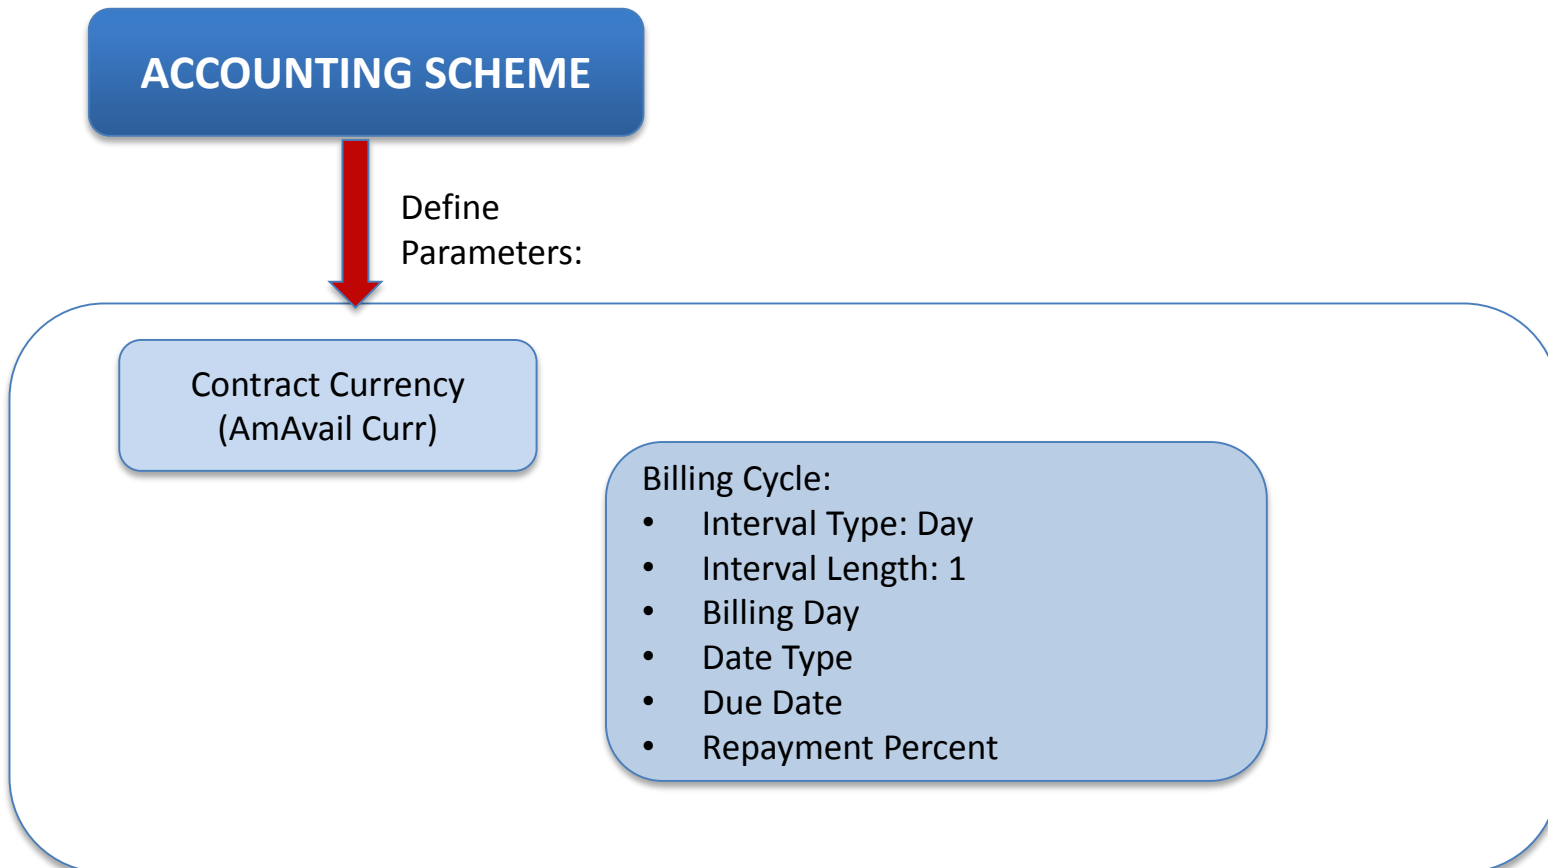 ACCOUNTING SCHEME
Define
Parameters:
Contract Currency
(AmAvail Curr)
Billing Cycle:
• Interval Type: Day
• Interval Length: 1
• Billing Day
• Date Type
• Due Date
• Repayment Percent